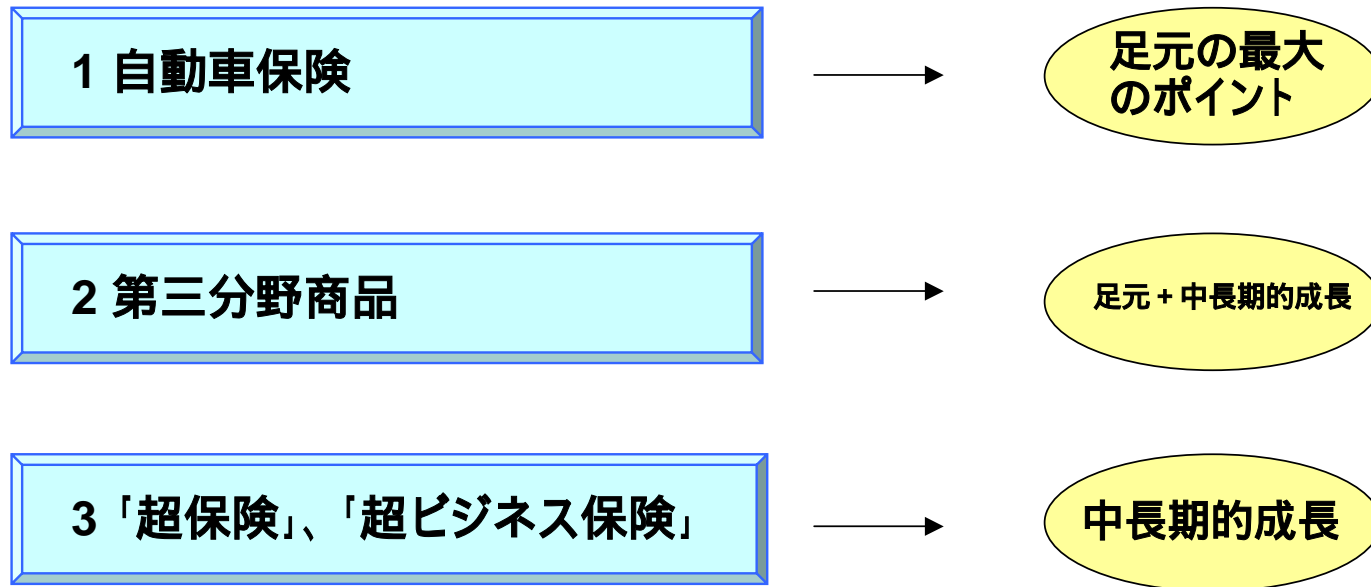 1 自動車保険
足元の最大
のポイント
2 第三分野商品
足元 + 中長期的成長
3 「超保険」、「超ビジネス保険」
中長期的成長